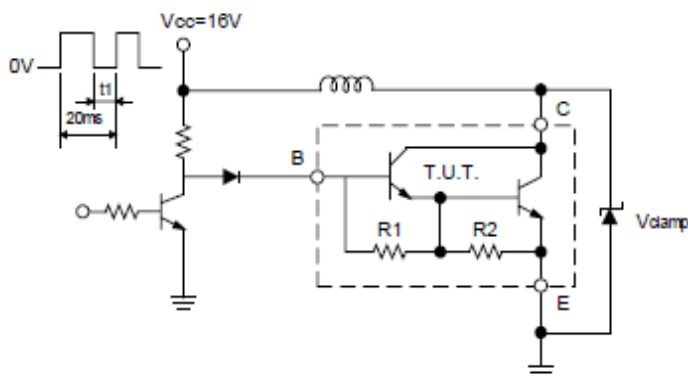 Vcc=16V
0V
t1
20ms
C
B
T.U.T.
R1
R2
Vclamp
E